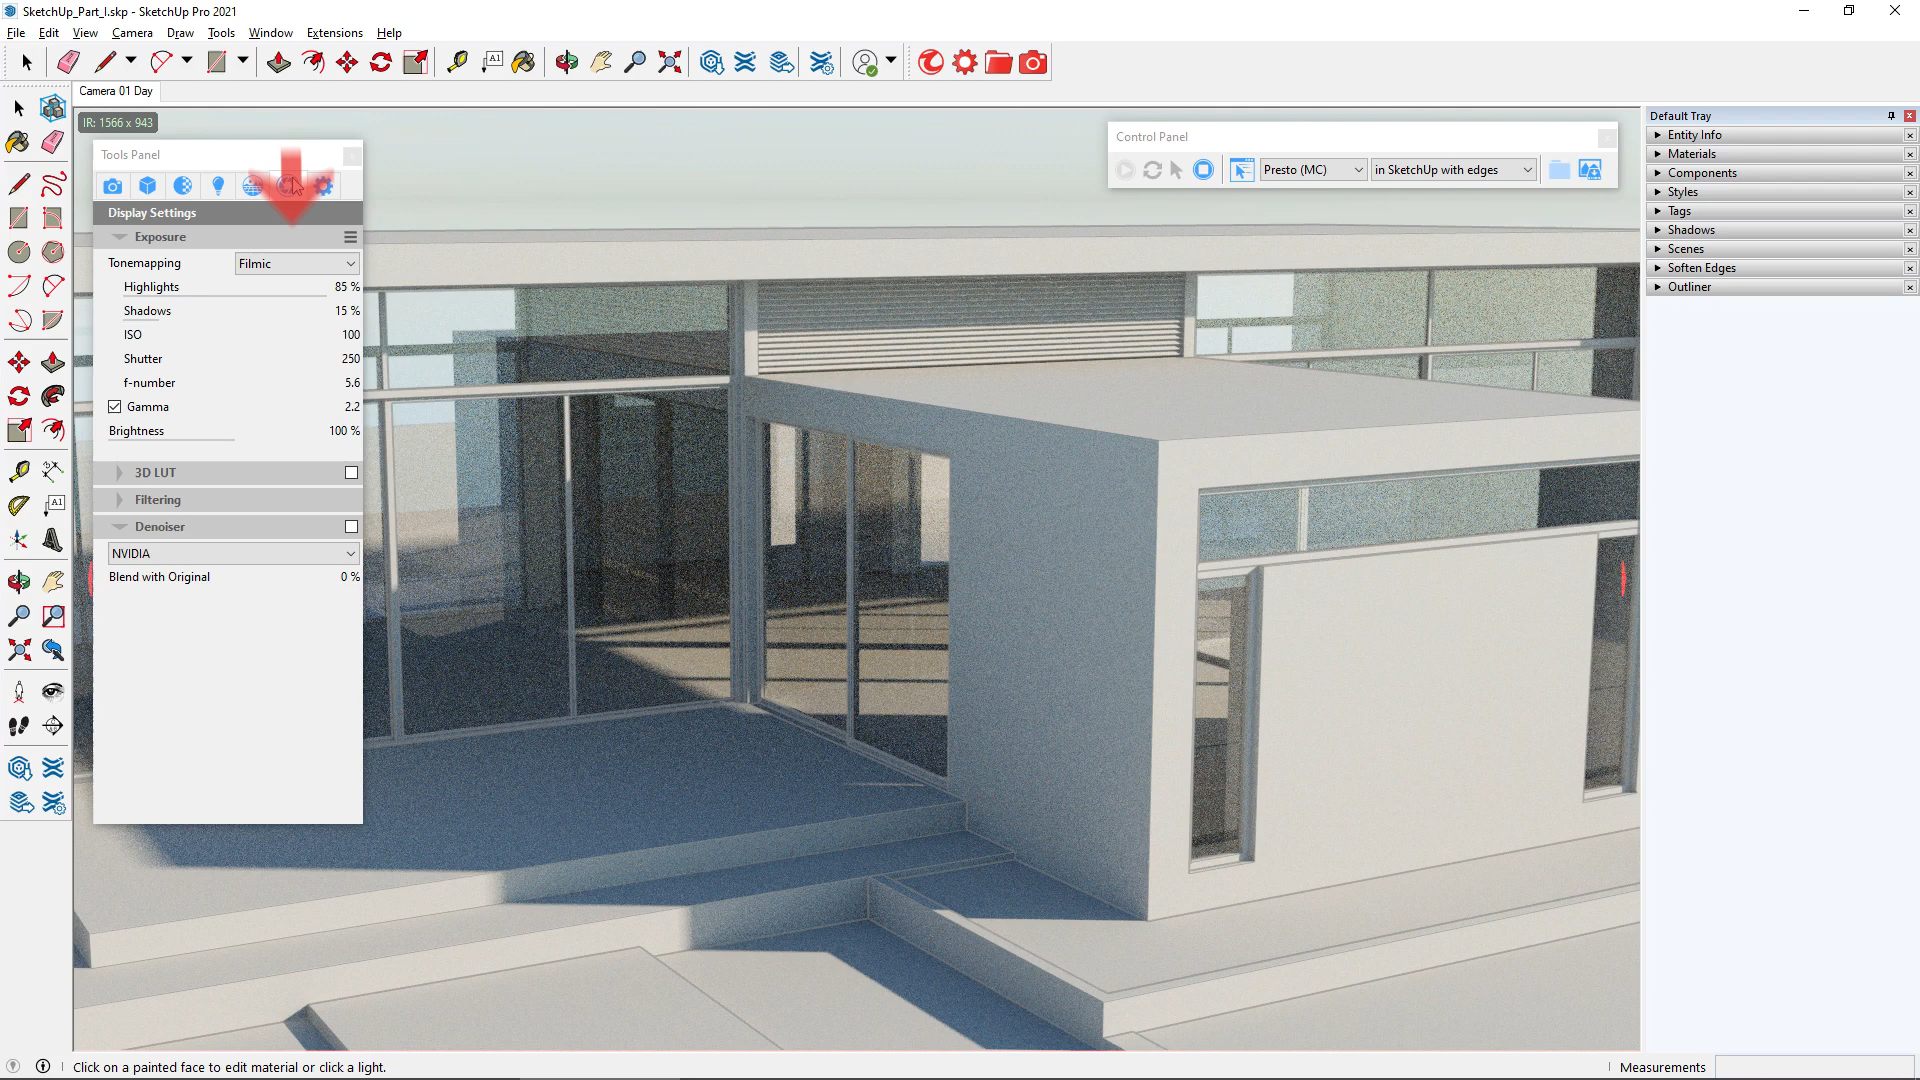 SketchUp_Part_I.skp - SketchUp Pro 2021
File Edit View Camera Draw Tools Window Extensions Help
A1
Camera 01 Day
IR: 1566 x 943
Tools Panel
Display Settings
Exposure
Tonemapping Filmic
Highlights 85 %
Shadows 15 %
ISO 100
Shutter 250
f-number 5.6
Gamma 2.2
Brightness 100 %
3D LUT
Filtering
Denoiser
NVIDIA
Blend with Original 0 %
A1
Control Panel
Presto (MC) in SketchUp with edges
Default Tray
Entity Info
Materials
Components
Styles
Tags
Shadows
Scenes
Soften Edges
Outliner
Click on a painted face to edit material or click a light.
Measurements